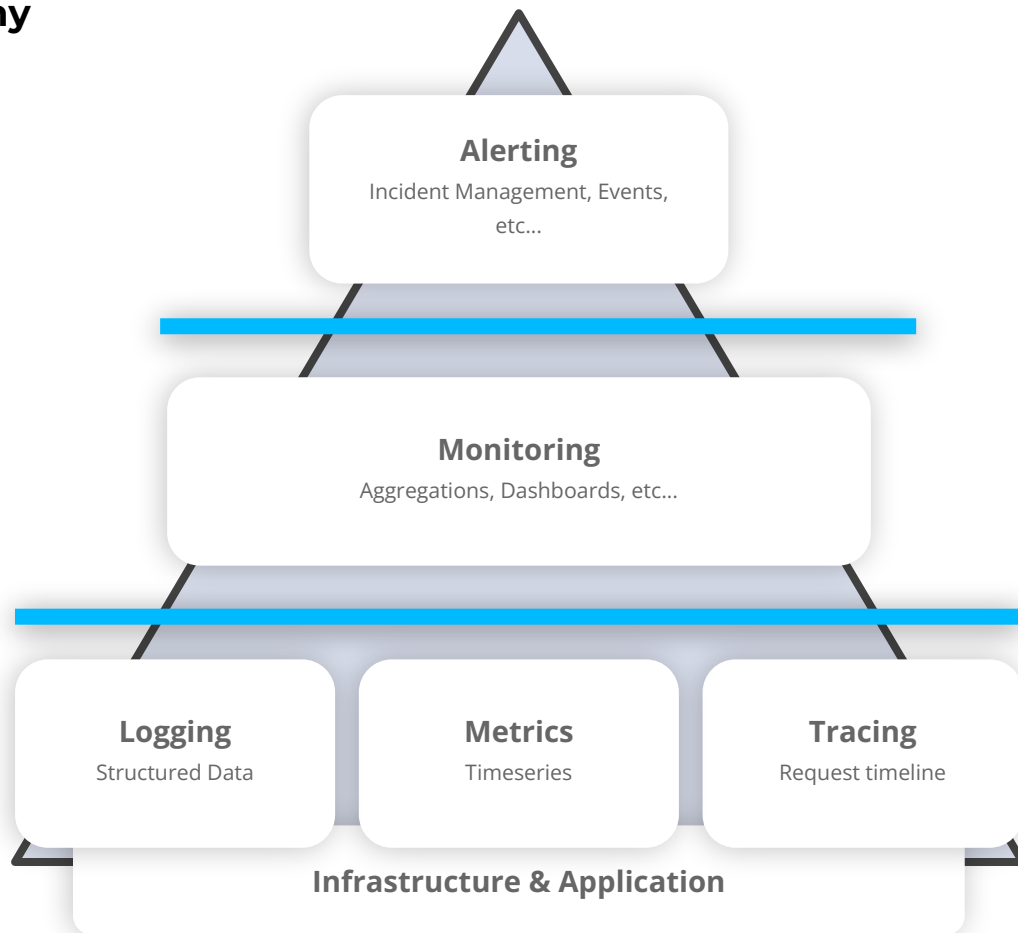 Alerting
Incident Management, Events,
etc...
Monitoring
Aggregations, Dashboards, etc...
Logging
Structured Data
Metrics
Timeseries
Tracing
Request timeline
Infrastructure & Application